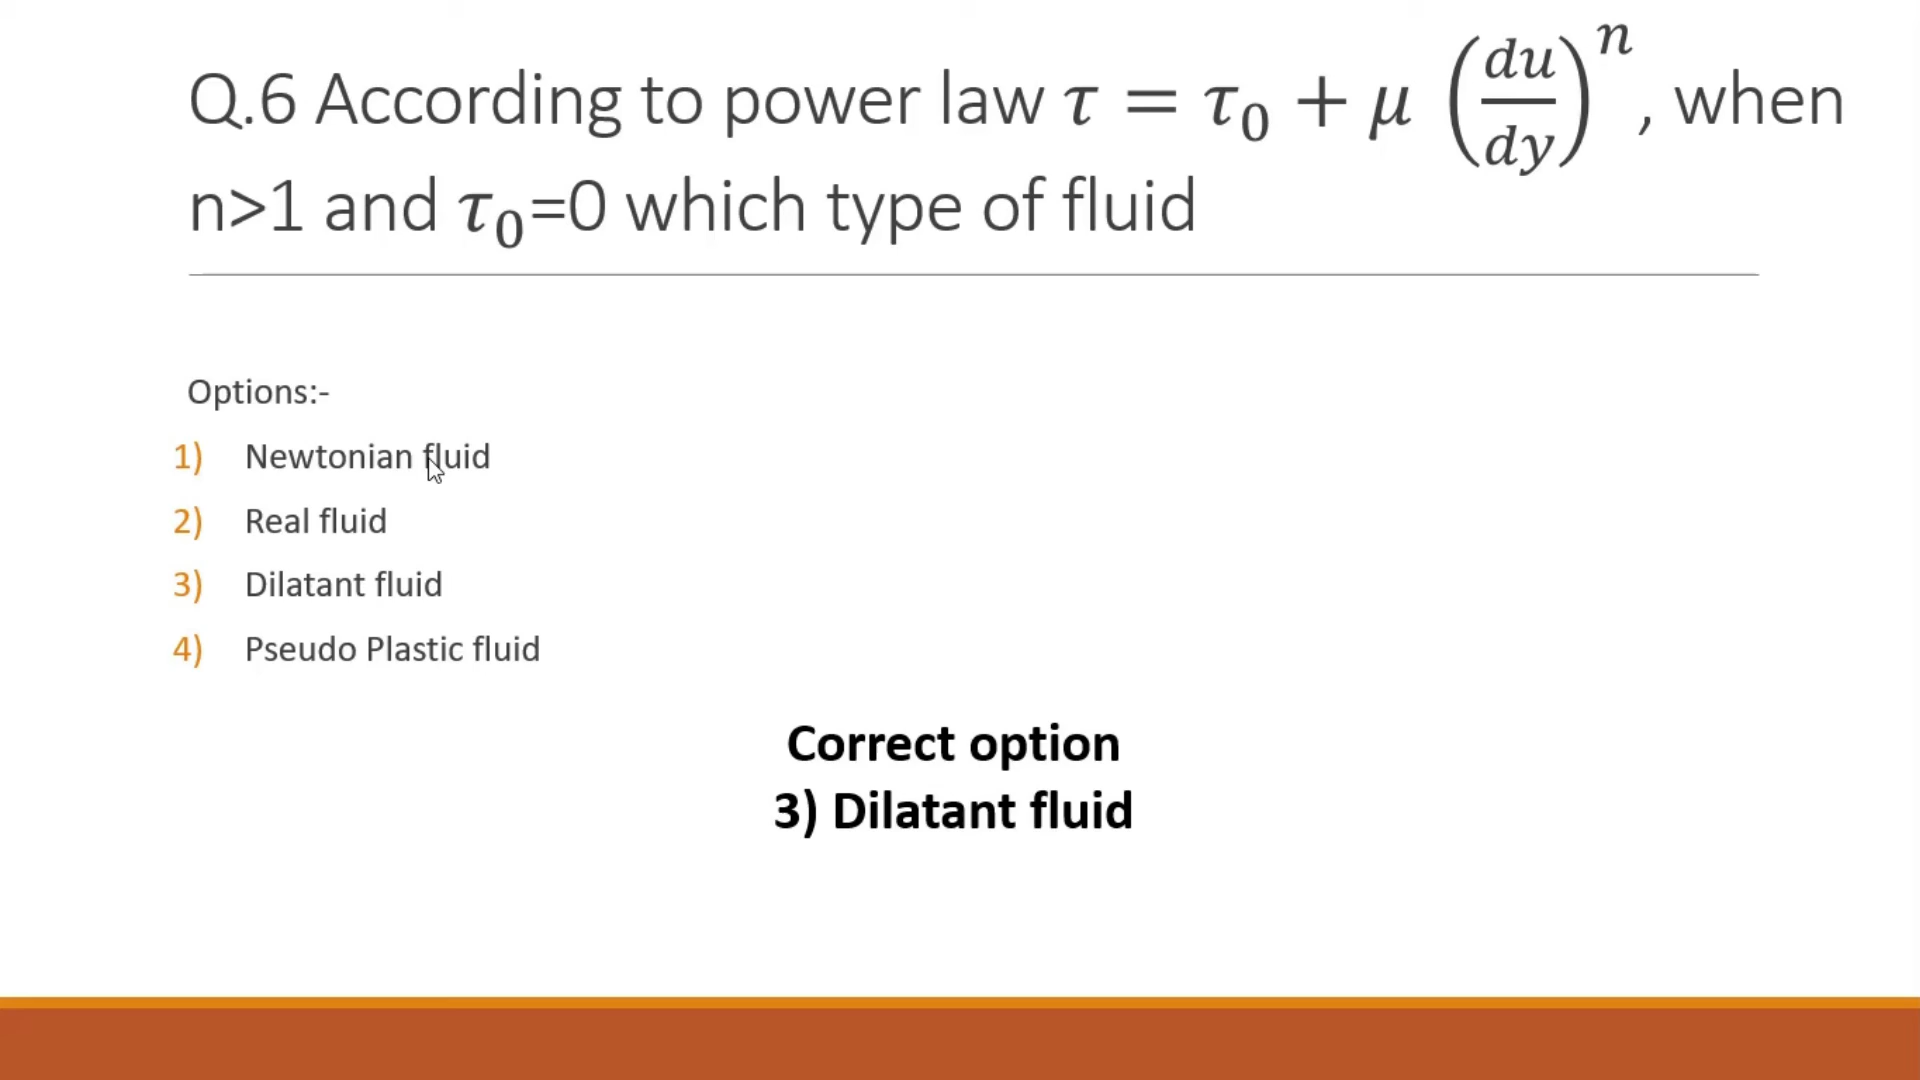 Q.6 According to power law τ = τ₀ + μ (du/dy)ⁿ, when
n>1 and τ₀=0 which type of fluid
Options:-
1) Newtonian fluid
2) Real fluid
3) Dilatant fluid
4) Pseudo Plastic fluid
Correct option
3) Dilatant fluid